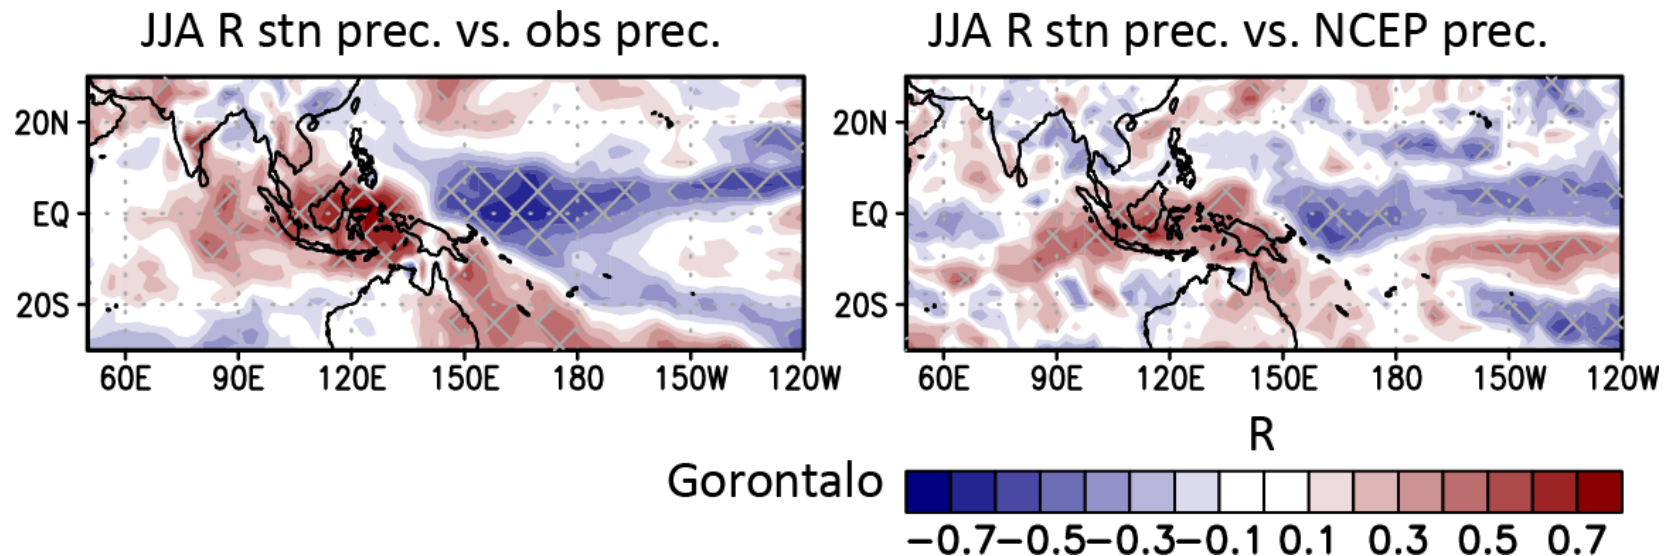 JJA R stn prec. vs. obs prec.
JJA R stn prec. vs. NCEP prec.
20N
EQ
20S
60E 90E 120E 150E 180 150W 120W
20N
EQ
20S
60E 90E 120E 150E 180 150W 120W
R
Gorontalo
−0.7 −0.5 −0.3 −0.1 0.1 0.3 0.5 0.7